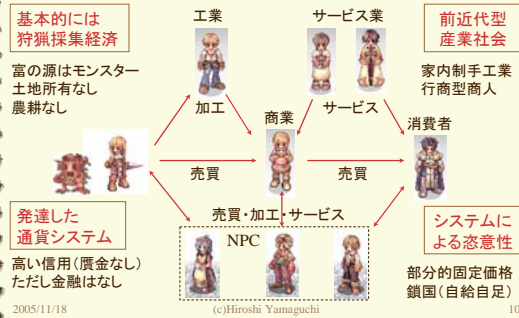 基本的には
狩猟採集経済
富の源はモンスター
土地所有なし
農耕なし
工業
サービス業
前近代型
産業社会
家内制手工業
行商型商人
加工
商業
サービス
消費者
売買
売買
発達した
通貨システム
高い信用(贋金なし)
ただし金融はなし
売買・加工・サービス
NPC
システムに
よる恣意性
部分的固定価格
鎖国(自給自足)
2005/11/18
(c)Hiroshi Yamaguchi
10